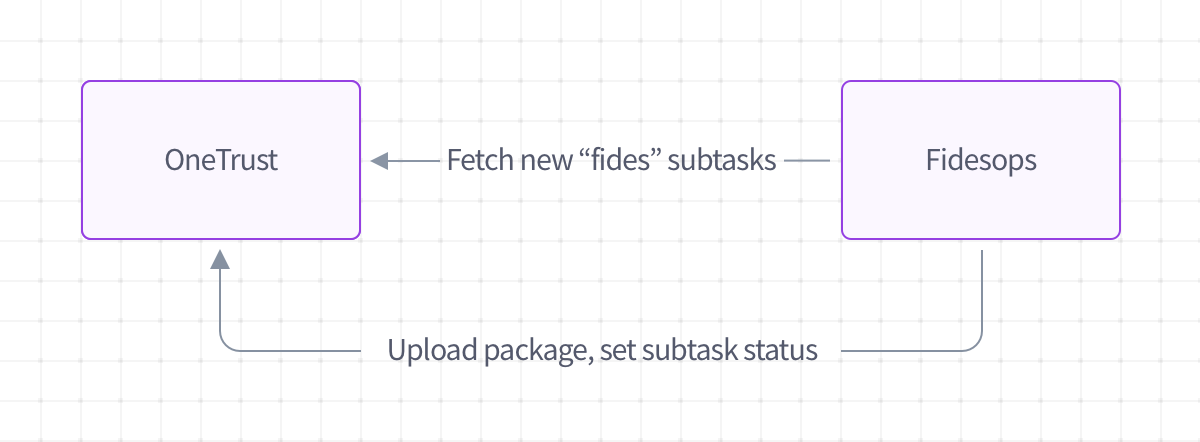 OneTrust
Fetch new “fides” subtasks
Fidesops
Upload package, set subtask status